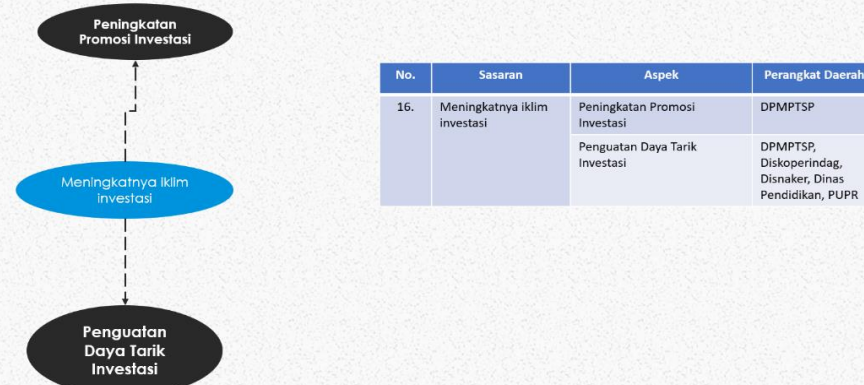 Peningkatan
Promosi Investasi
Meningkatnya iklim
investasi
Penguatan
Daya Tarik
Investasi
No. Sasaran Aspek Perangkat Daerah
16. Meningkatnya iklim Peningkatan Promosi DPMPTSP
investasi Investasi
Penguatan Daya Tarik DPMPTSP,
Investasi Diskoperindag,
Disnaker, Dinas
Pendidikan, PUPR